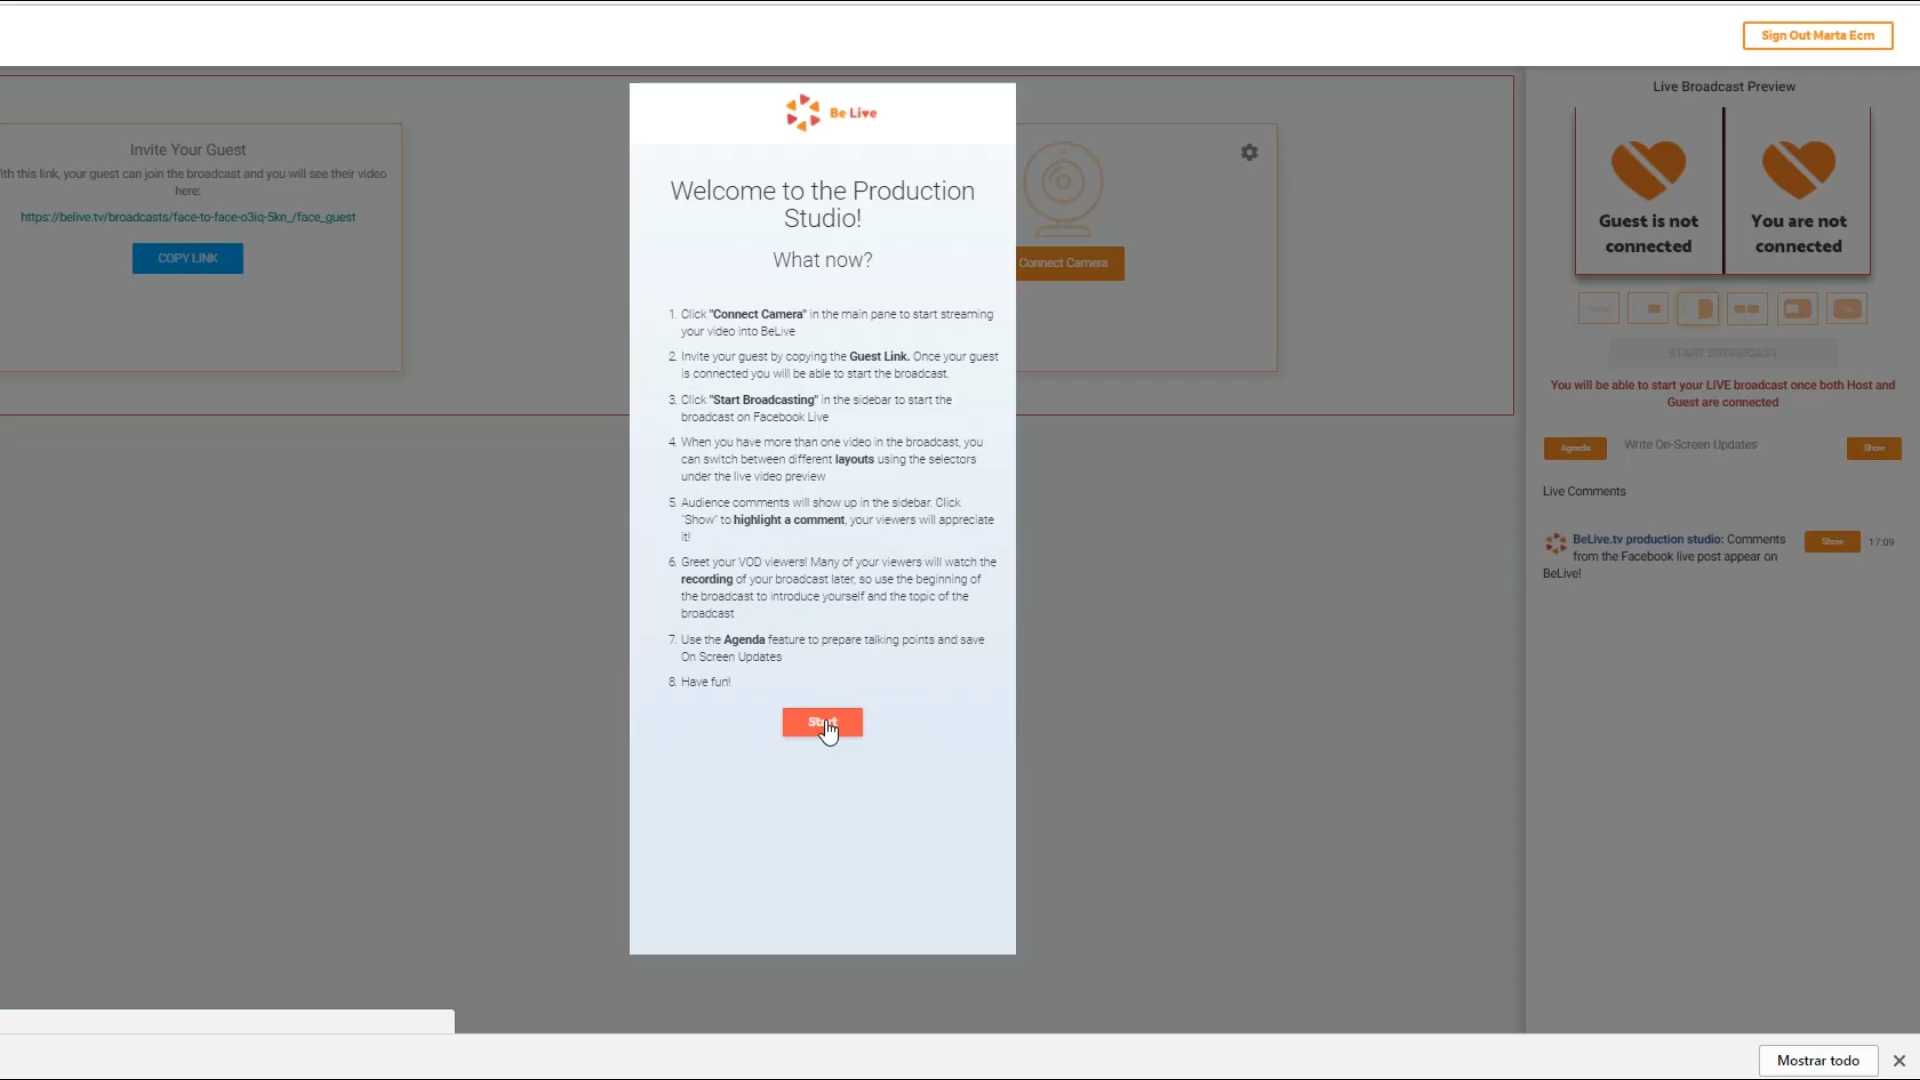 Sign Out Marta Ecm
Be Live
Welcome to the Production
Studio!
What now?
1. Click "Connect Camera" in the main pane to start streaming
your video into BeLive
2. Invite your guest by copying the Guest Link. Once your guest
is connected you will be able to start the broadcast.
3. Click "Start Broadcasting" in the sidebar to start the
broadcast on Facebook Live
4. When you have more than one video in the broadcast, you
can switch between different layouts using the selectors
under the live video preview
5. Audience comments will show up in the sidebar. Click
"Show" to highlight a comment, your viewers will appreciate
it!
6. Greet your VOD viewers! Many of your viewers will watch the
recording of your broadcast later, so use the beginning of
the broadcast to introduce yourself and the topic of the
broadcast
7. Use the Agenda feature to prepare talking points and save
On Screen Updates
8. Have fun!
Start
Invite Your Guest
ith this link, your guest can join the broadcast and you will see their video
here:
https://belive.tv/broadcasts/face-to-face-o3iq-5kn_/face_guest
COPY LINK
Connect Camera
Live Broadcast Preview
Guest is not
connected
You are not
connected
START BROADCAST
You will be able to start your LIVE broadcast once both Host and
Guest are connected
Agenda
Write On-Screen Updates
Show
Live Comments
BeLive.tv production studio: Comments
from the Facebook live post appear on
BeLive!
Show
17:09
Mostrar todo